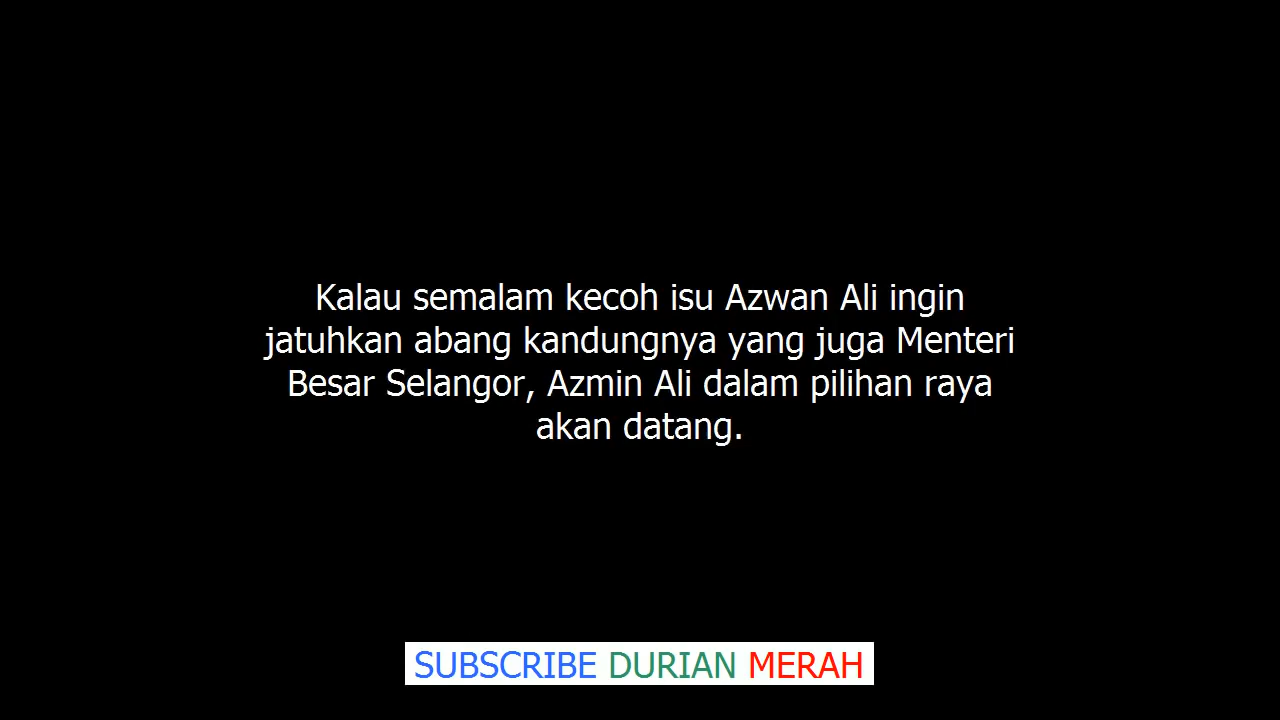 Kalau semalam kecoh isu Azwan Ali ingin
jatuhkan abang kandungnya yang juga Menteri
Besar Selangor, Azmin Ali dalam pilihan raya
akan datang.
SUBSCRIBE DURIAN MERAH